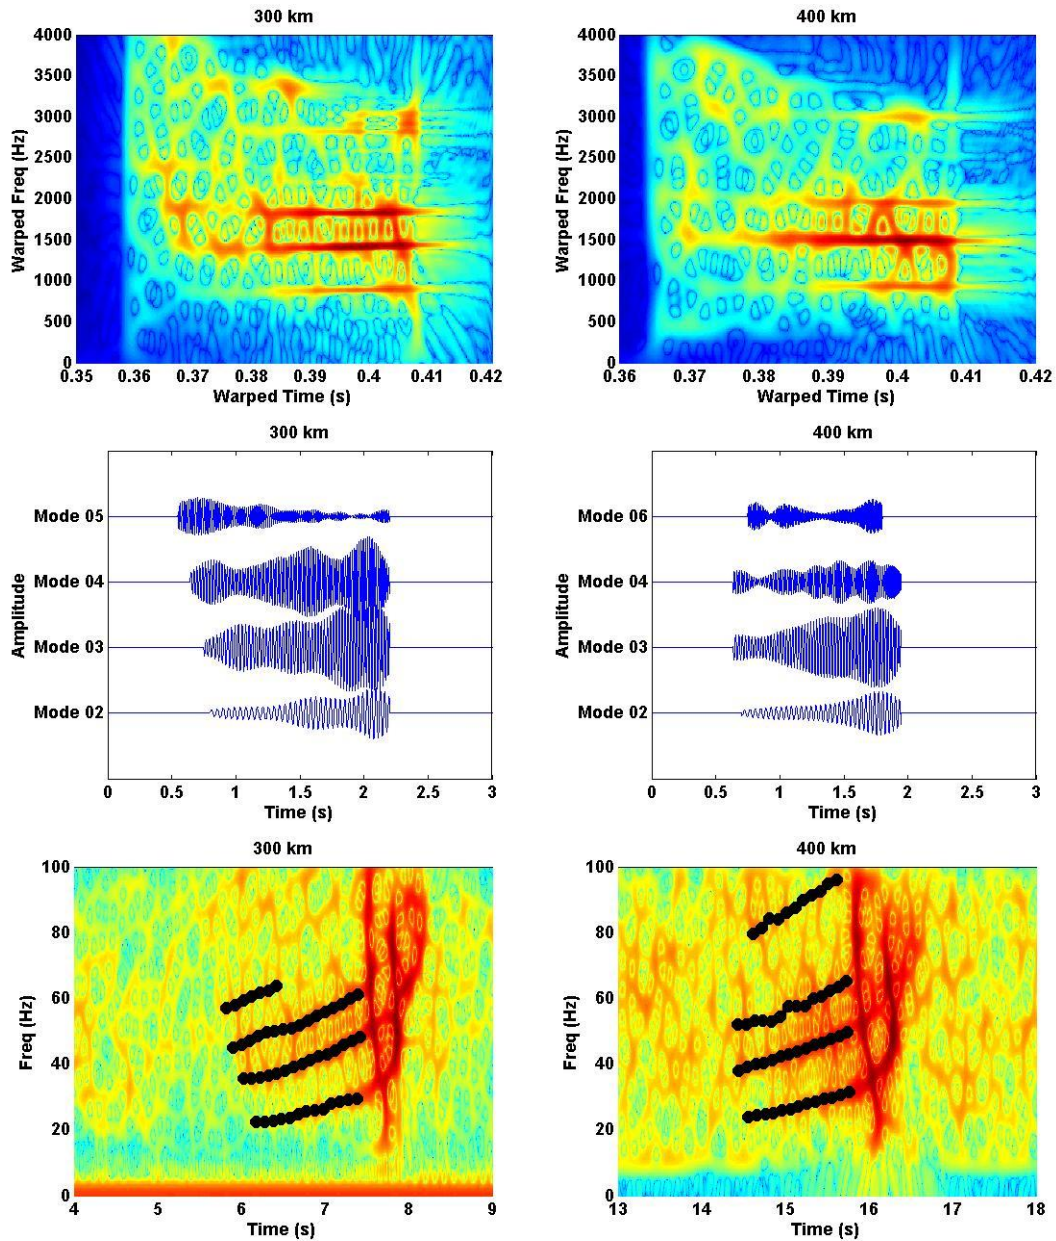 300 km
4000
3500
3000
2500
2000
1500
1000
500
0
Warped Freq (Hz)
0.35 0.36 0.37 0.38 0.39 0.4 0.41 0.42
Warped Time (s)
400 km
4000
3500
3000
2500
2000
1500
1000
500
0
Warped Freq (Hz)
0.36 0.37 0.38 0.39 0.4 0.41 0.42
Warped Time (s)
300 km
Mode 05
Mode 04
Mode 03
Mode 02
Amplitude
0 0.5 1 1.5 2 2.5 3
Time (s)
400 km
Mode 06
Mode 04
Mode 03
Mode 02
Amplitude
0 0.5 1 1.5 2 2.5 3
Time (s)
300 km
100
80
60
40
20
0
Freq (Hz)
4 5 6 7 8 9
Time (s)
400 km
100
80
60
40
20
0
Freq (Hz)
13 14 15 16 17 18
Time (s)